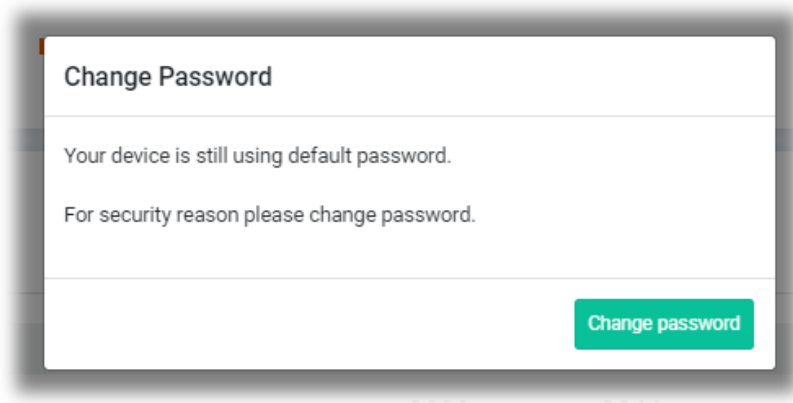 Change Password
Your device is still using default password.
For security reason please change password.
Change password